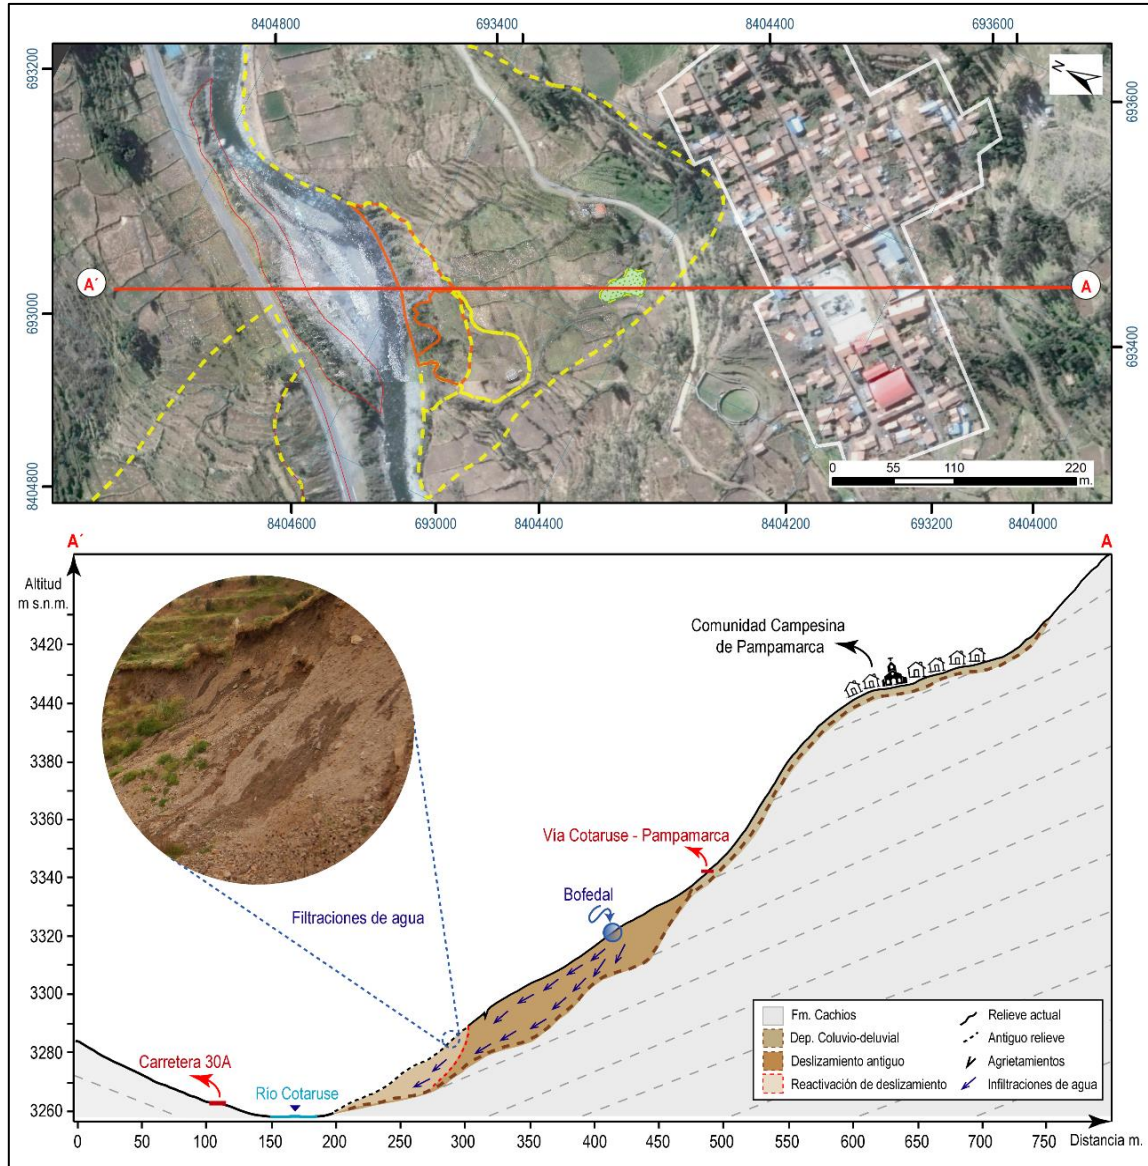 8404800
693400
8404400
693600
693200
693600
N
A´
A
693000
693400
8404800
0
55
110
220
m.
8404600
693000
8404400
8404200
693200
8404000
A´
A
Altitud
m s.n.m.
3420
3440
3380
3360
3340
3320
3300
3280
3260
Comunidad Campesina
de Pampamarca
Vía Cotaruse - Pampamarca
Bofedal
Filtraciones de agua
Carretera 30A
Río Cotaruse
Fm. Cachios
Dep. Coluvio-deluvial
Deslizamiento antiguo
Reactivación de deslizamiento
Relieve actual
Antiguo relieve
Agrietamientos
Infiltraciones de agua
0
50
100
150
200
250
300
350
400
450
500
550
600
650
700
750
Distancia m.